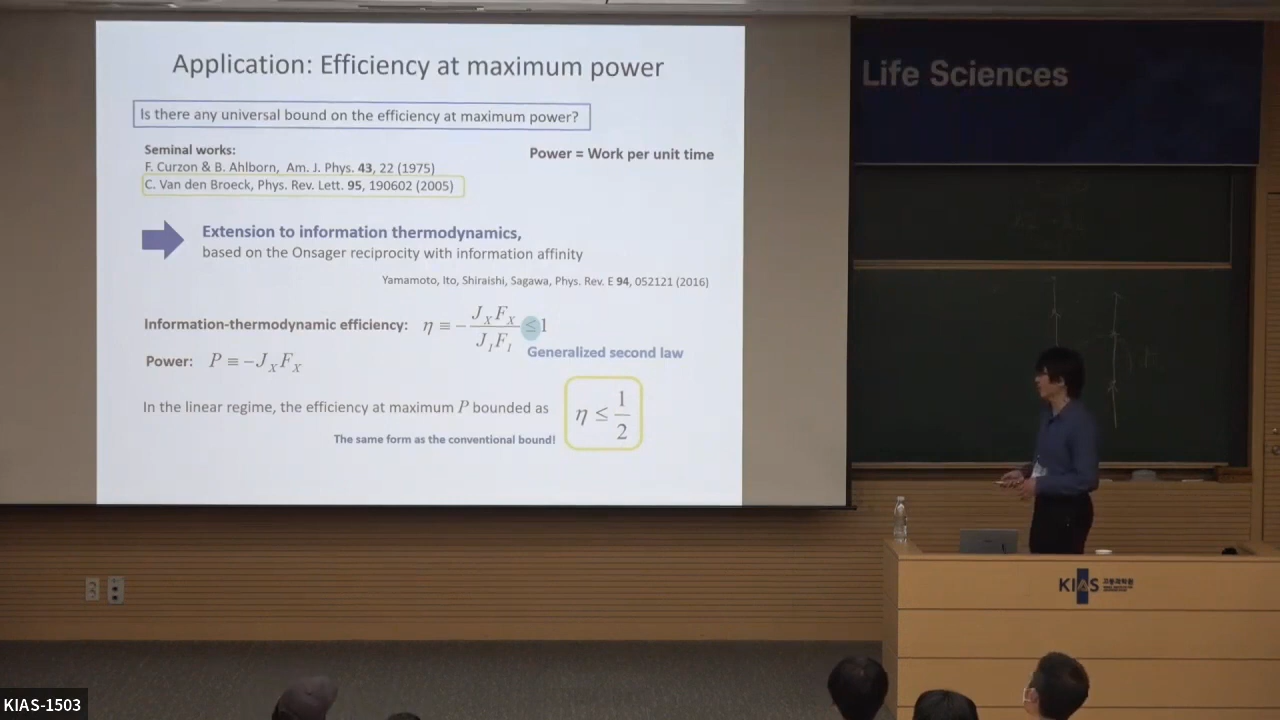 Application: Efficiency at maximum power
Is there any universal bound on the efficiency at maximum power?
Seminal works:
F. Curzon & B. Ahlborn, Am. J. Phys. 43, 22 (1975)
C. Van den Broeck, Phys. Rev. Lett. 95, 190602 (2005)
Power = Work per unit time
Extension to information thermodynamics,
based on the Onsager reciprocity with information affinity
Yamamoto, Ito, Shiraishi, Sagawa, Phys. Rev. E 94, 052121 (2016)
Information-thermodynamic efficiency: η ≡ − J_X F_X / J_I F_I ≤ 1
Generalized second law
Power: P ≡ −J_X F_X
In the linear regime, the efficiency at maximum P bounded as η ≤ 1/2
The same form as the conventional bound!
Life Sciences
KIAS 고등과학원
KIAS-1503